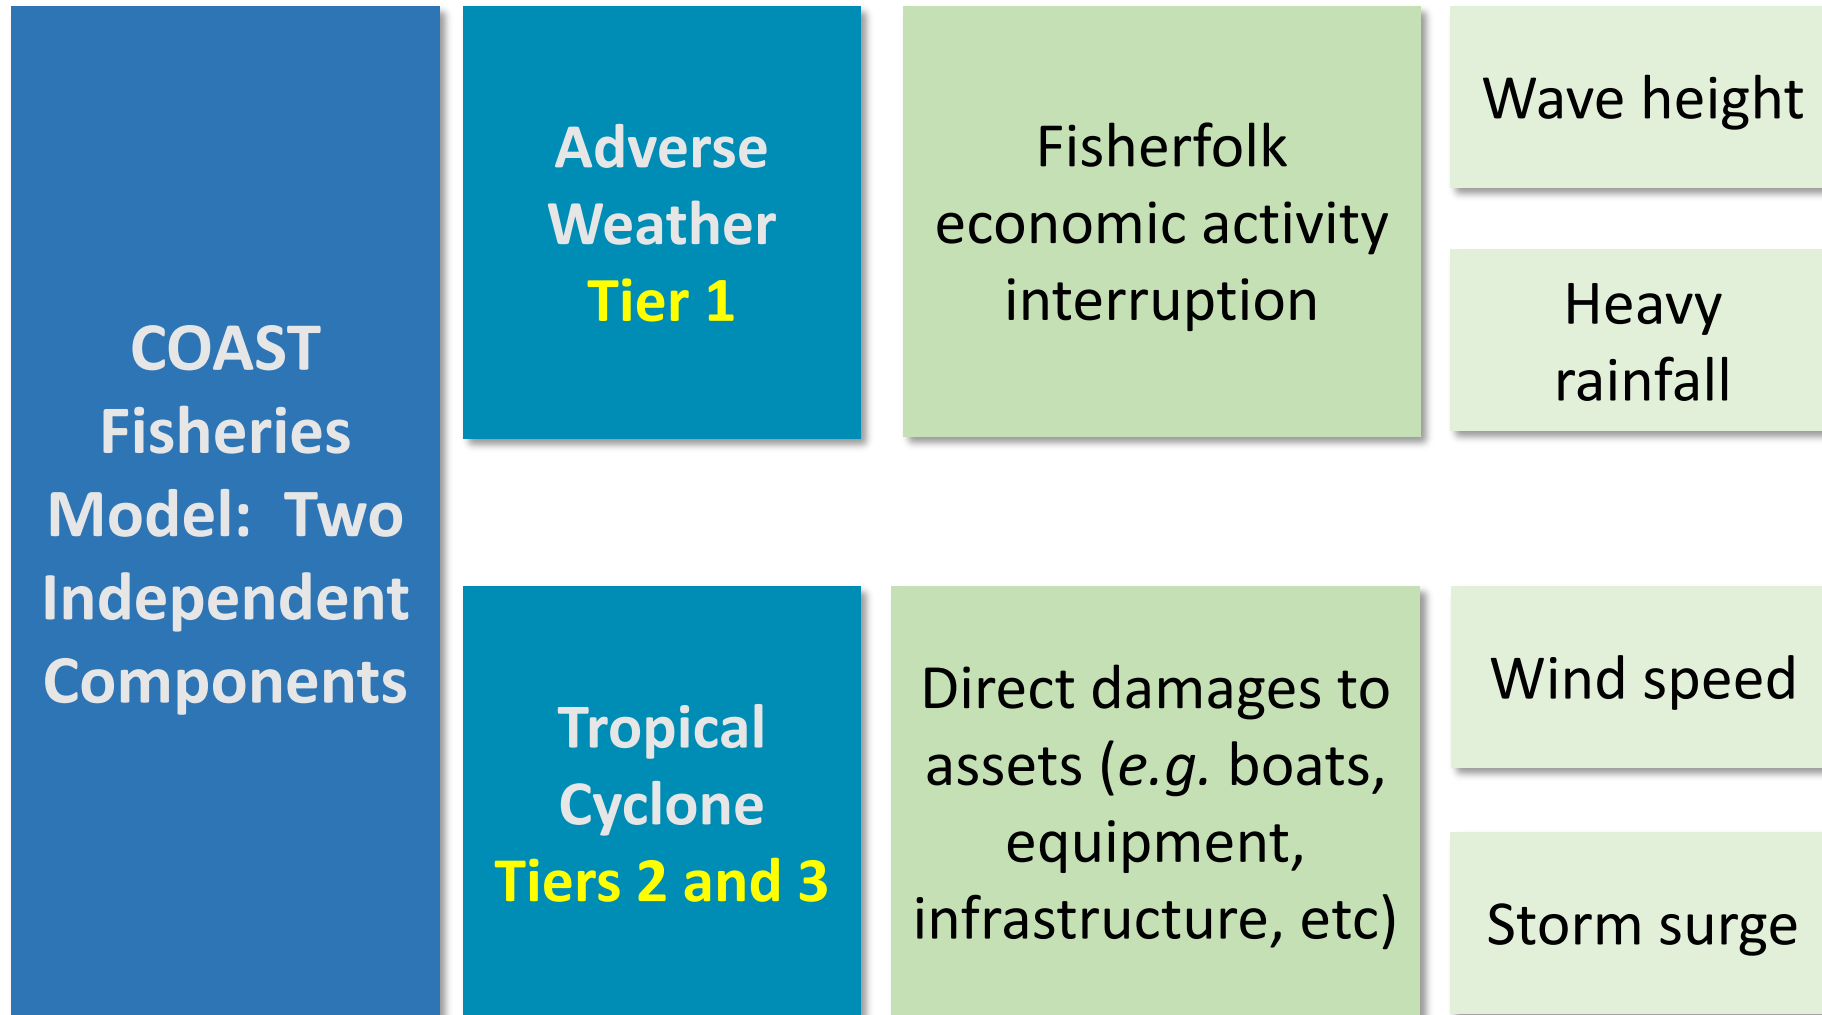 COAST
Fisheries
Model:  Two
Independent
Components
Adverse
Weather
Tier 1
Fisherfolk
economic activity
interruption
Wave height
Heavy
rainfall
Tropical
Cyclone
Tiers 2 and 3
Direct damages to
assets (e.g. boats,
equipment,
infrastructure, etc)
Wind speed
Storm surge